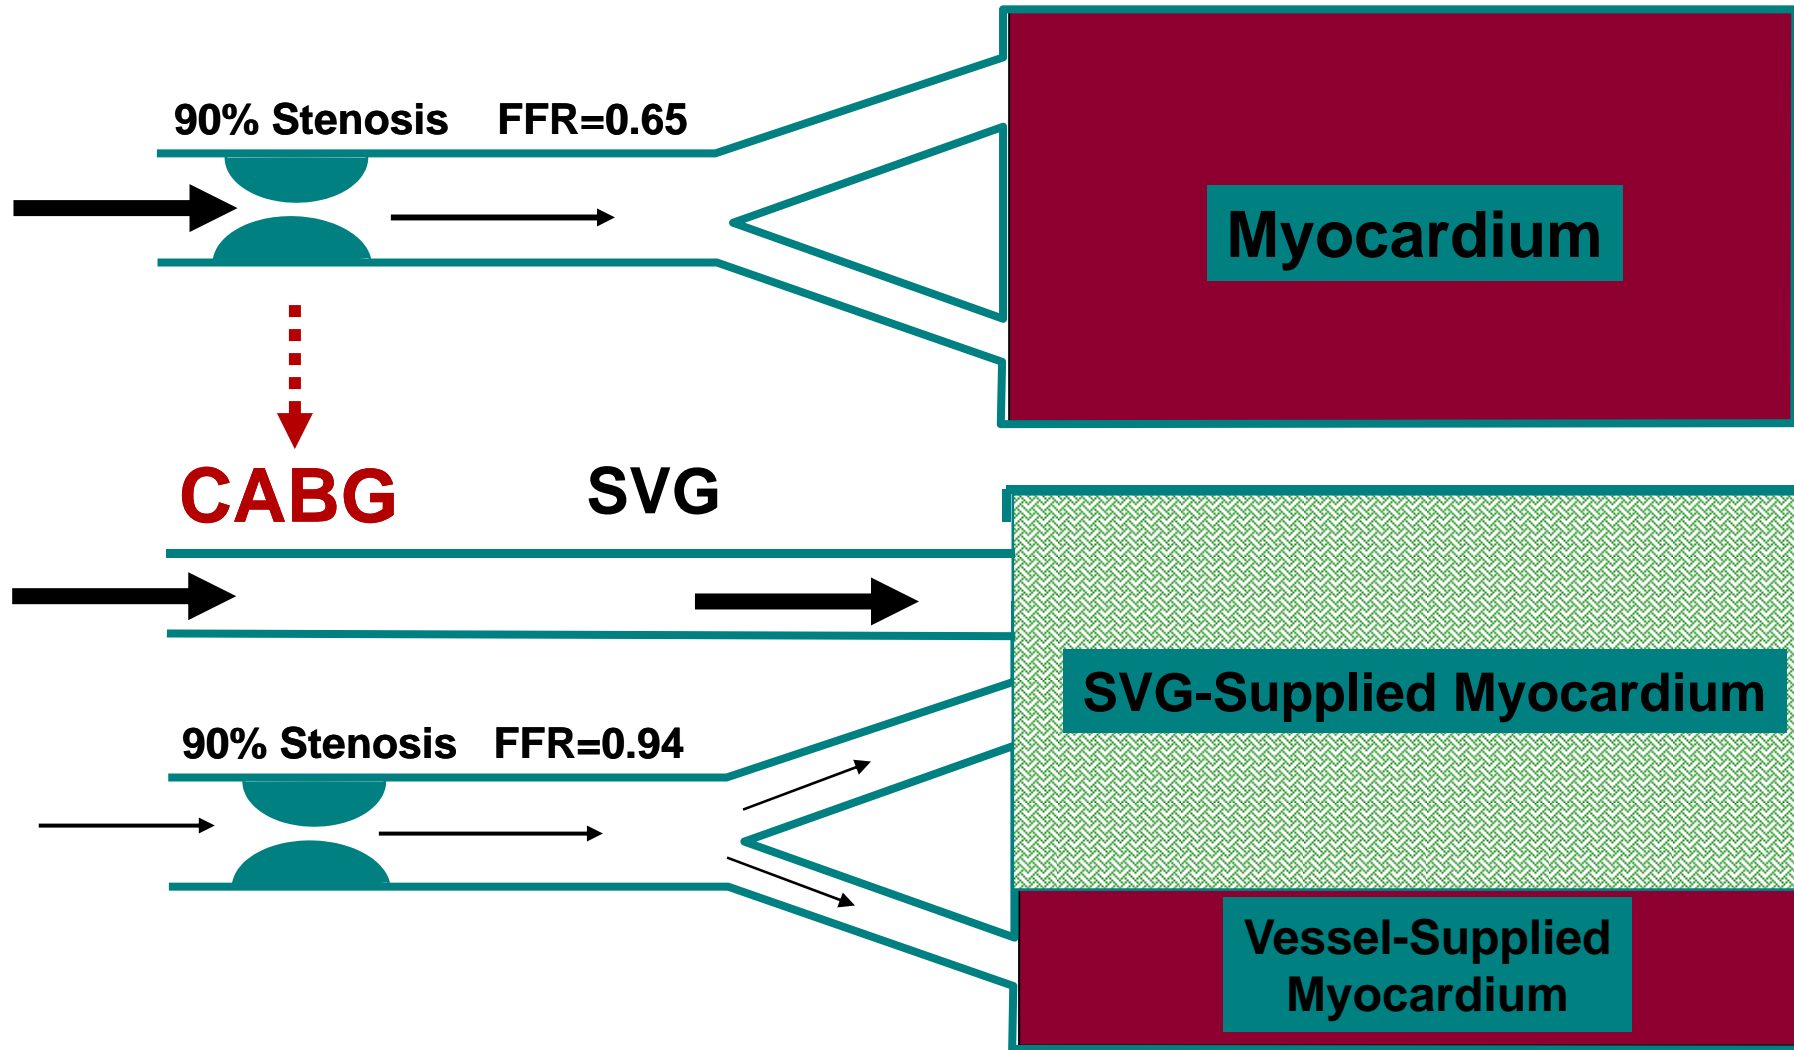 90% Stenosis FFR=0.65
Myocardium
CABG SVG
SVG-Supplied Myocardium
90% Stenosis FFR=0.94
Vessel-Supplied
Myocardium